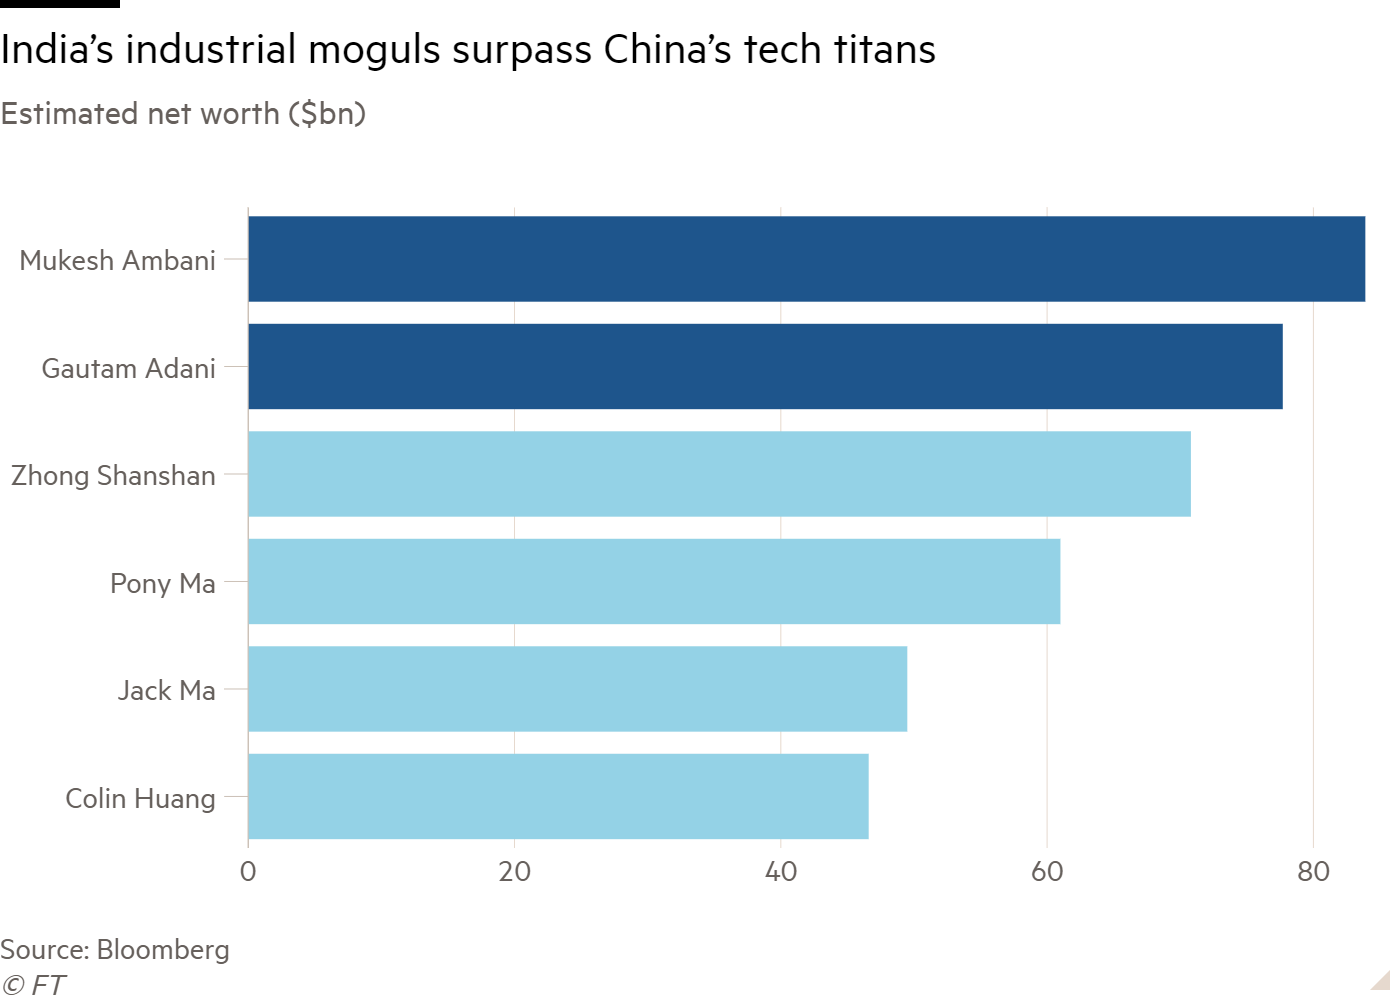 India’s industrial moguls surpass China’s tech titans
Estimated net worth ($bn)
Mukesh Ambani
Gautam Adani
Zhong Shanshan
Pony Ma
Jack Ma
Colin Huang
0 20 40 60 80
Source: Bloomberg
© FT